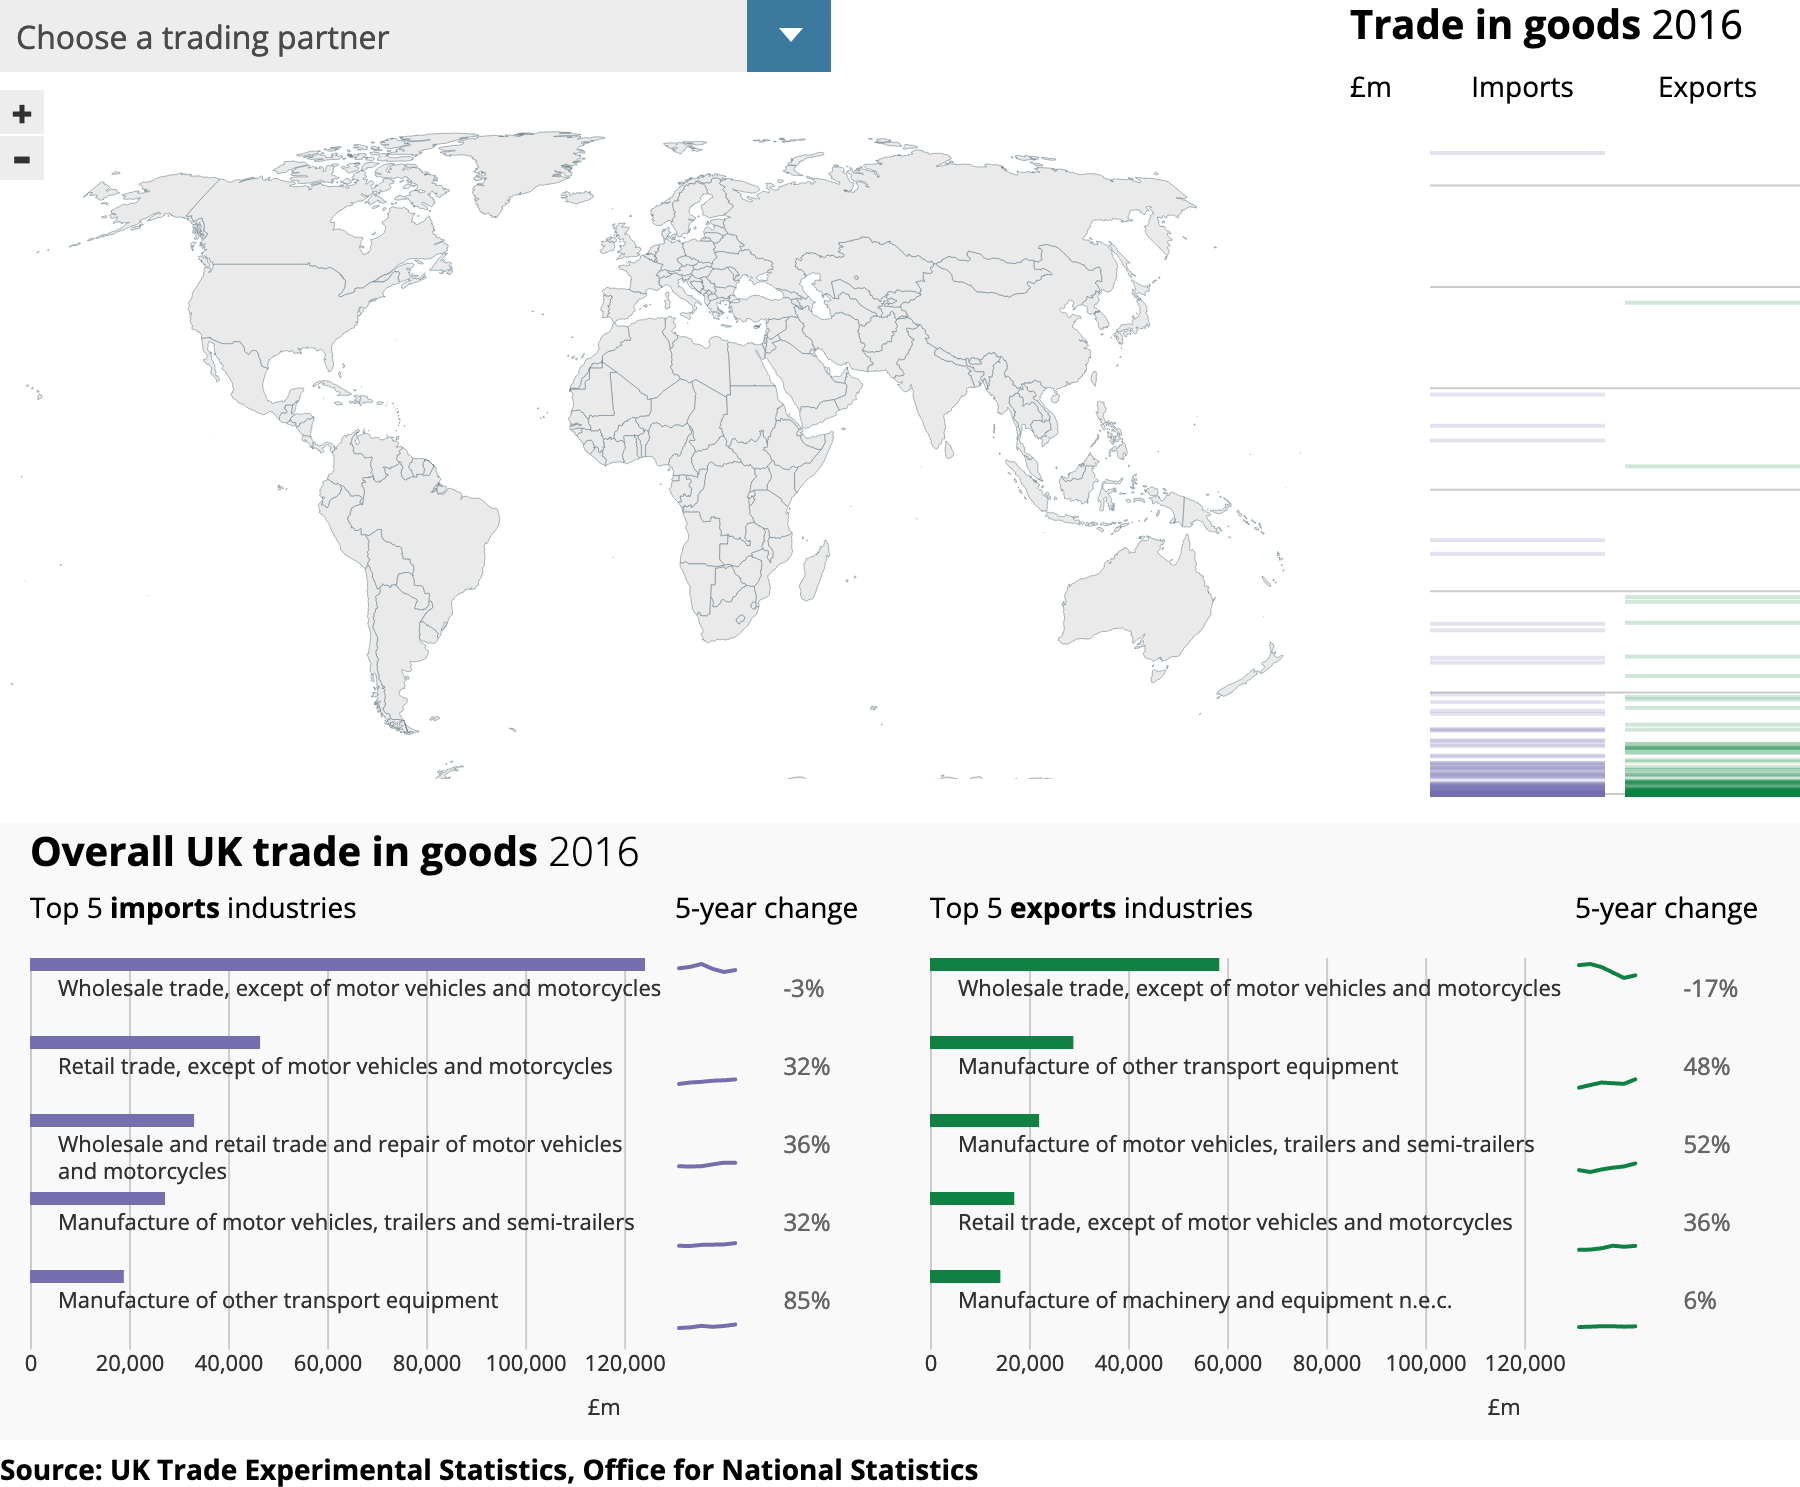 Choose a trading partner
Trade in goods 2016
£m Imports Exports
+
-
Overall UK trade in goods 2016
Top 5 imports industries
5-year change
Wholesale trade, except of motor vehicles and motorcycles
-3%
Retail trade, except of motor vehicles and motorcycles
32%
Wholesale and retail trade and repair of motor vehicles
and motorcycles
36%
Manufacture of motor vehicles, trailers and semi-trailers
32%
Manufacture of other transport equipment
85%
0 20,000 40,000 60,000 80,000 100,000 120,000
£m
Top 5 exports industries
5-year change
Wholesale trade, except of motor vehicles and motorcycles
-17%
Manufacture of other transport equipment
48%
Manufacture of motor vehicles, trailers and semi-trailers
52%
Retail trade, except of motor vehicles and motorcycles
36%
Manufacture of machinery and equipment n.e.c.
6%
0 20,000 40,000 60,000 80,000 100,000 120,000
£m
Source: UK Trade Experimental Statistics, Office for National Statistics